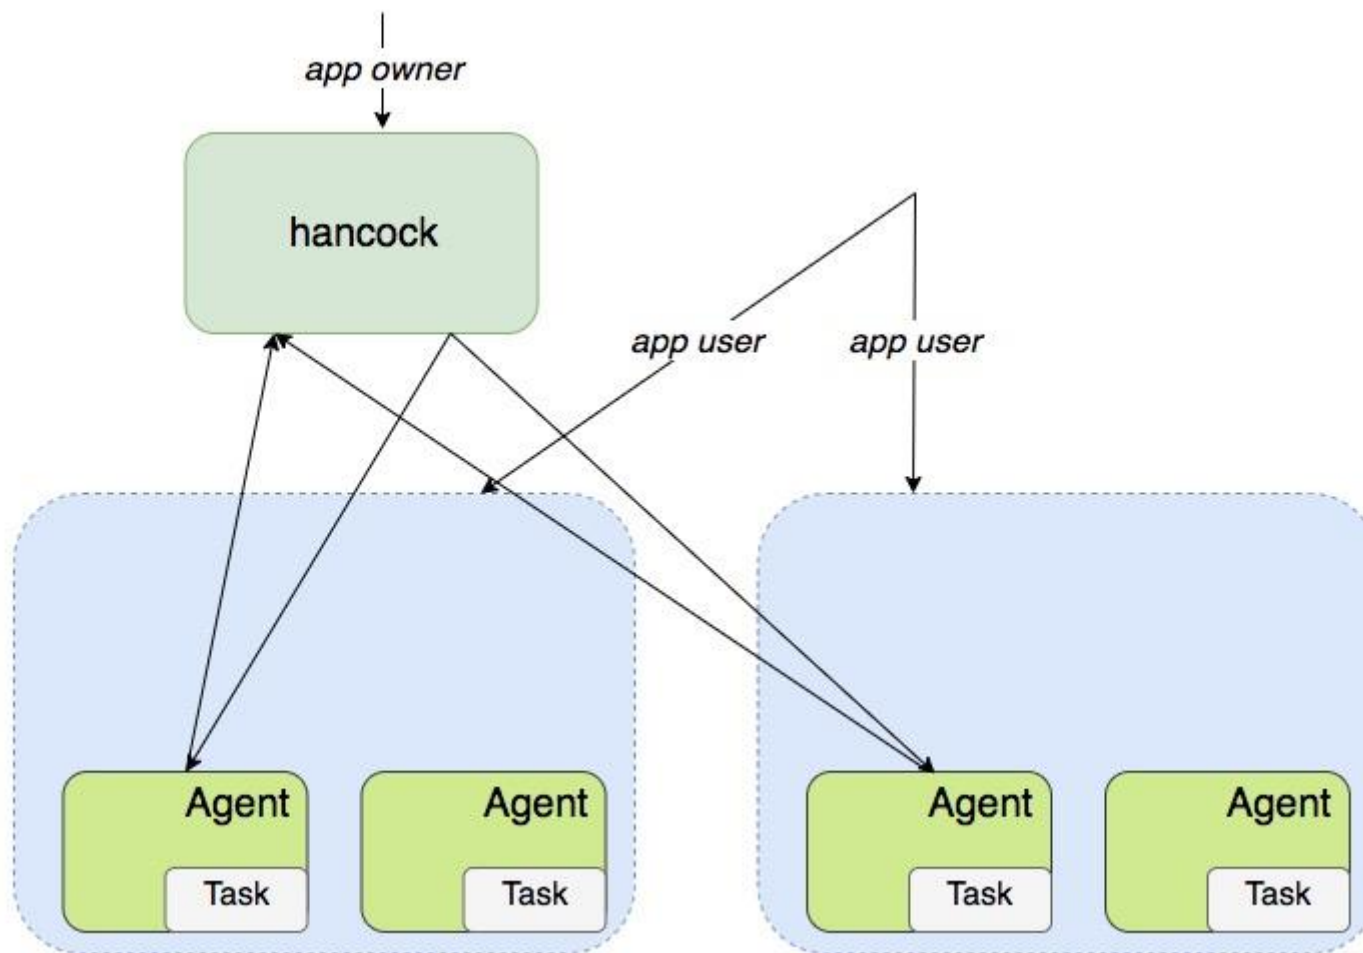 app owner
hancock
app user
app user
Agent
Agent
Agent
Agent
Task
Task
Task
Task